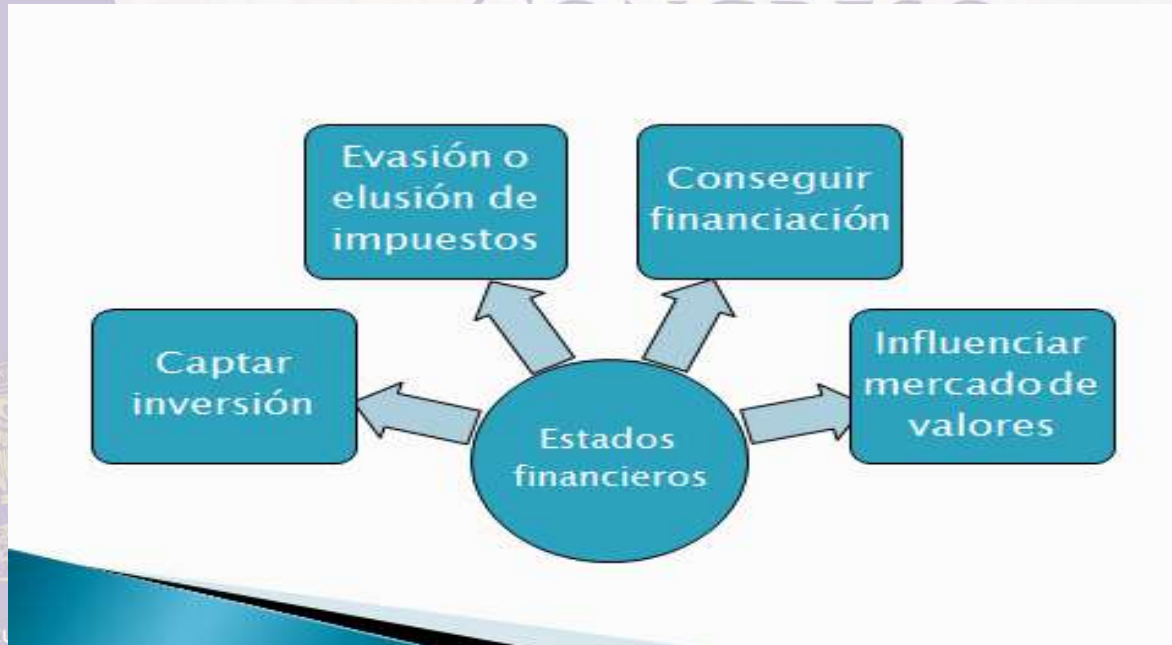 Evasión o
elusión de
impuestos
Conseguir
financiación
Captar
inversión
Influenciar
mercado de
valores
Estados
financieros